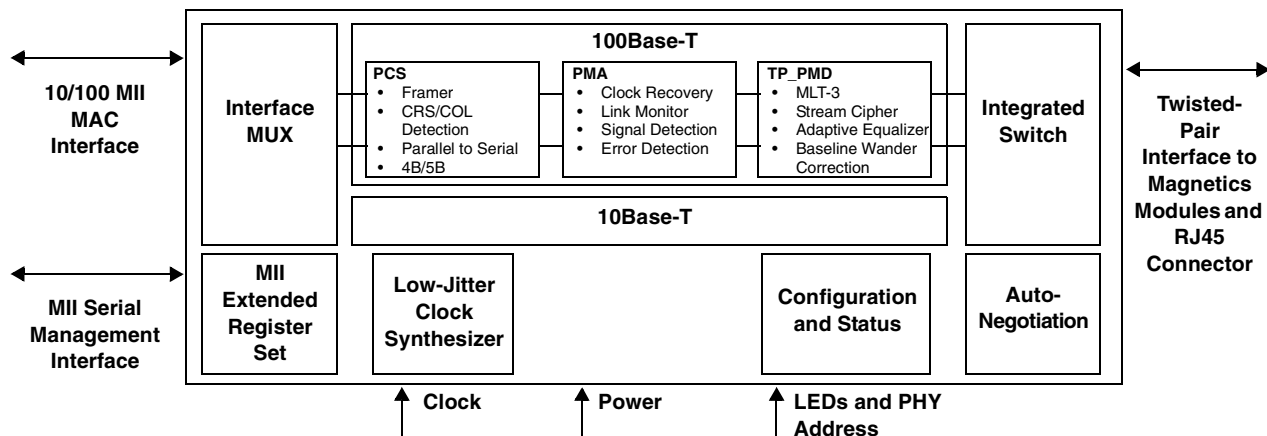 10/100 MII
MAC
Interface
MII Serial
Management
Interface
Interface
MUX
100Base-T
PCS
• Framer
• CRS/COL
Detection
• Parallel to Serial
• 4B/5B
PMA
• Clock Recovery
• Link Monitor
• Signal Detection
• Error Detection
TP_PMD
• MLT-3
• Stream Cipher
• Adaptive Equalizer
• Baseline Wander
Correction
10Base-T
Integrated
Switch
MII
Extended
Register
Set
Low-Jitter
Clock
Synthesizer
Configuration
and Status
Auto-
Negotiation
Twisted-
Pair
Interface to
Magnetics
Modules and
RJ45
Connector
Clock
Power
LEDs and PHY
Address